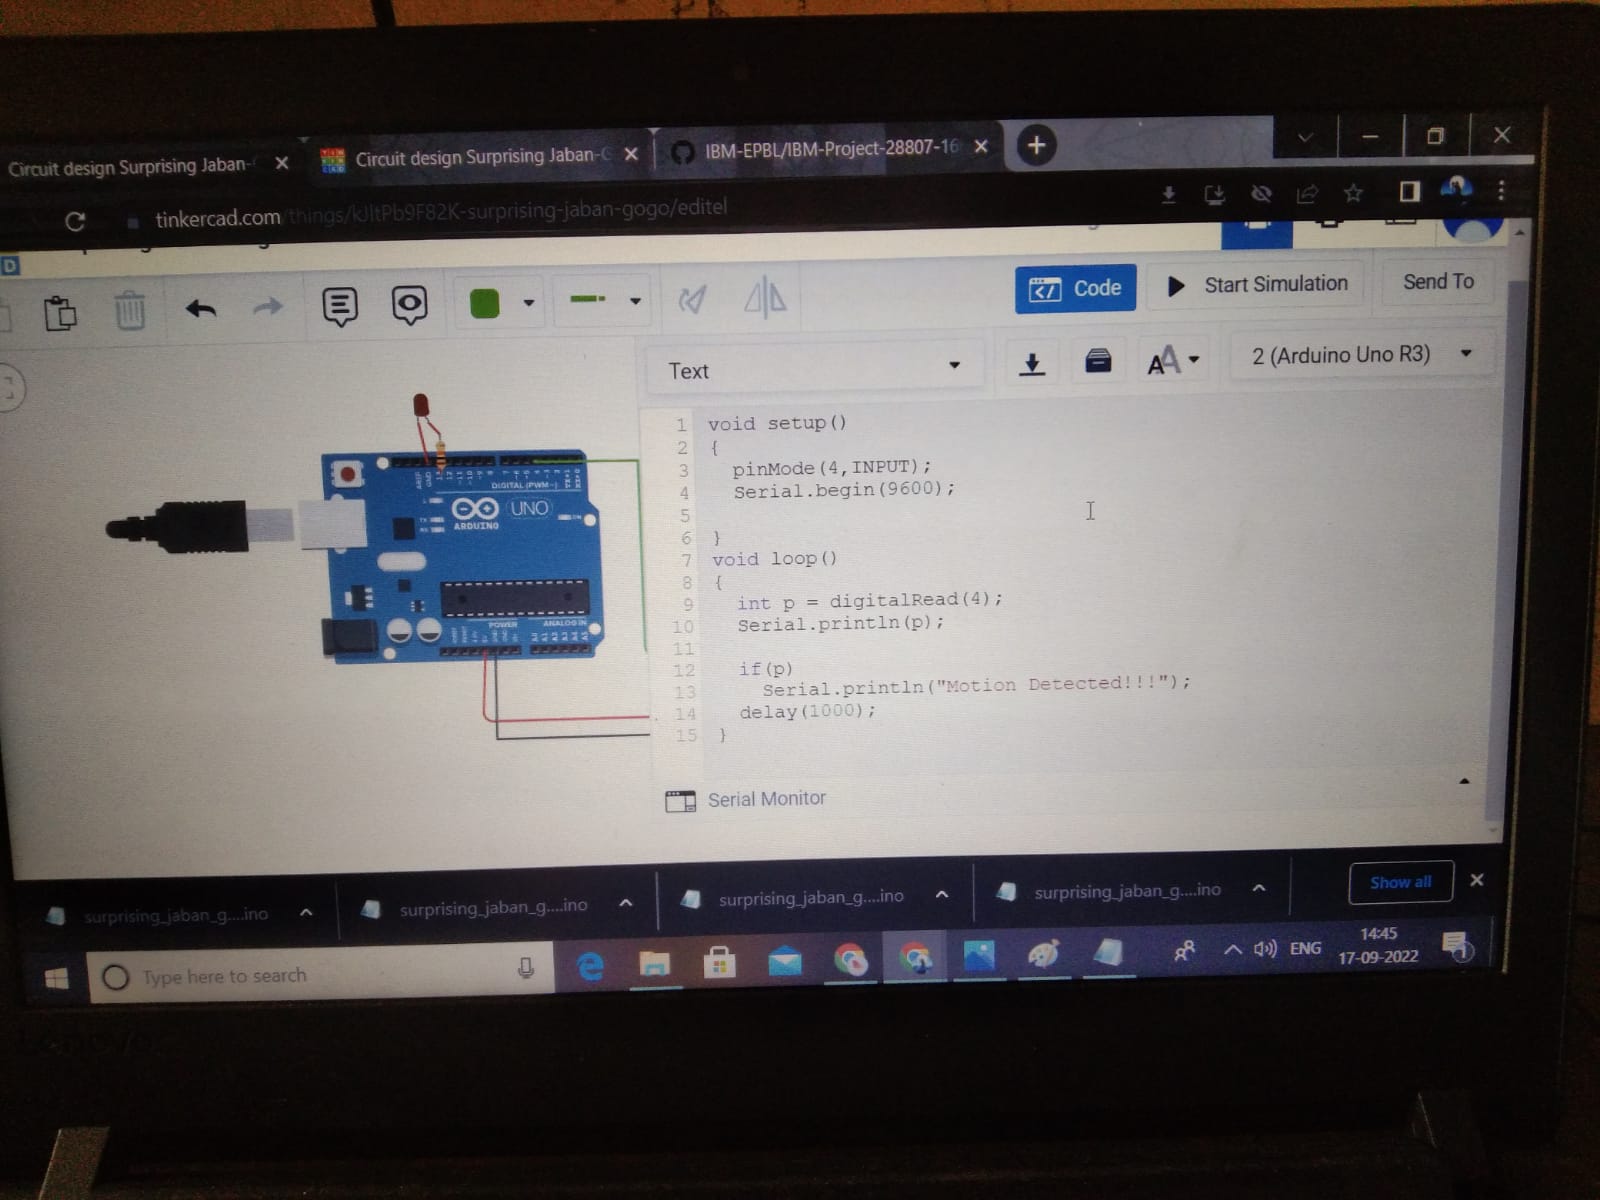 Circuit design Surprising Jaban-
Circuit design Surprising Jaban-G
IBM-EPBL/IBM-Project-28807-16
tinkercad.com/things/kJltPb9F82K-surprising-jaban-gogo/editel
D
Code
Start Simulation
Send To
Text
2 (Arduino Uno R3)
1 void setup()
2 {
3 pinMode(4,INPUT);
4 Serial.begin(9600);
5
6 }
7 void loop()
8 {
9 int p = digitalRead(4);
10 Serial.println(p);
11
12 if(p)
13 Serial.println("Motion Detected!!!");
14 delay(1000);
15 }
DIGITAL (PWM~)
UNO
ARDUINO
POWER
ANALOG IN
Serial Monitor
surprising_jaban_g....ino
surprising_jaban_g....ino
surprising_jaban_g....ino
surprising_jaban_g....ino
Show all
Type here to search
ENG
14:45
17-09-2022
1
Lenovo